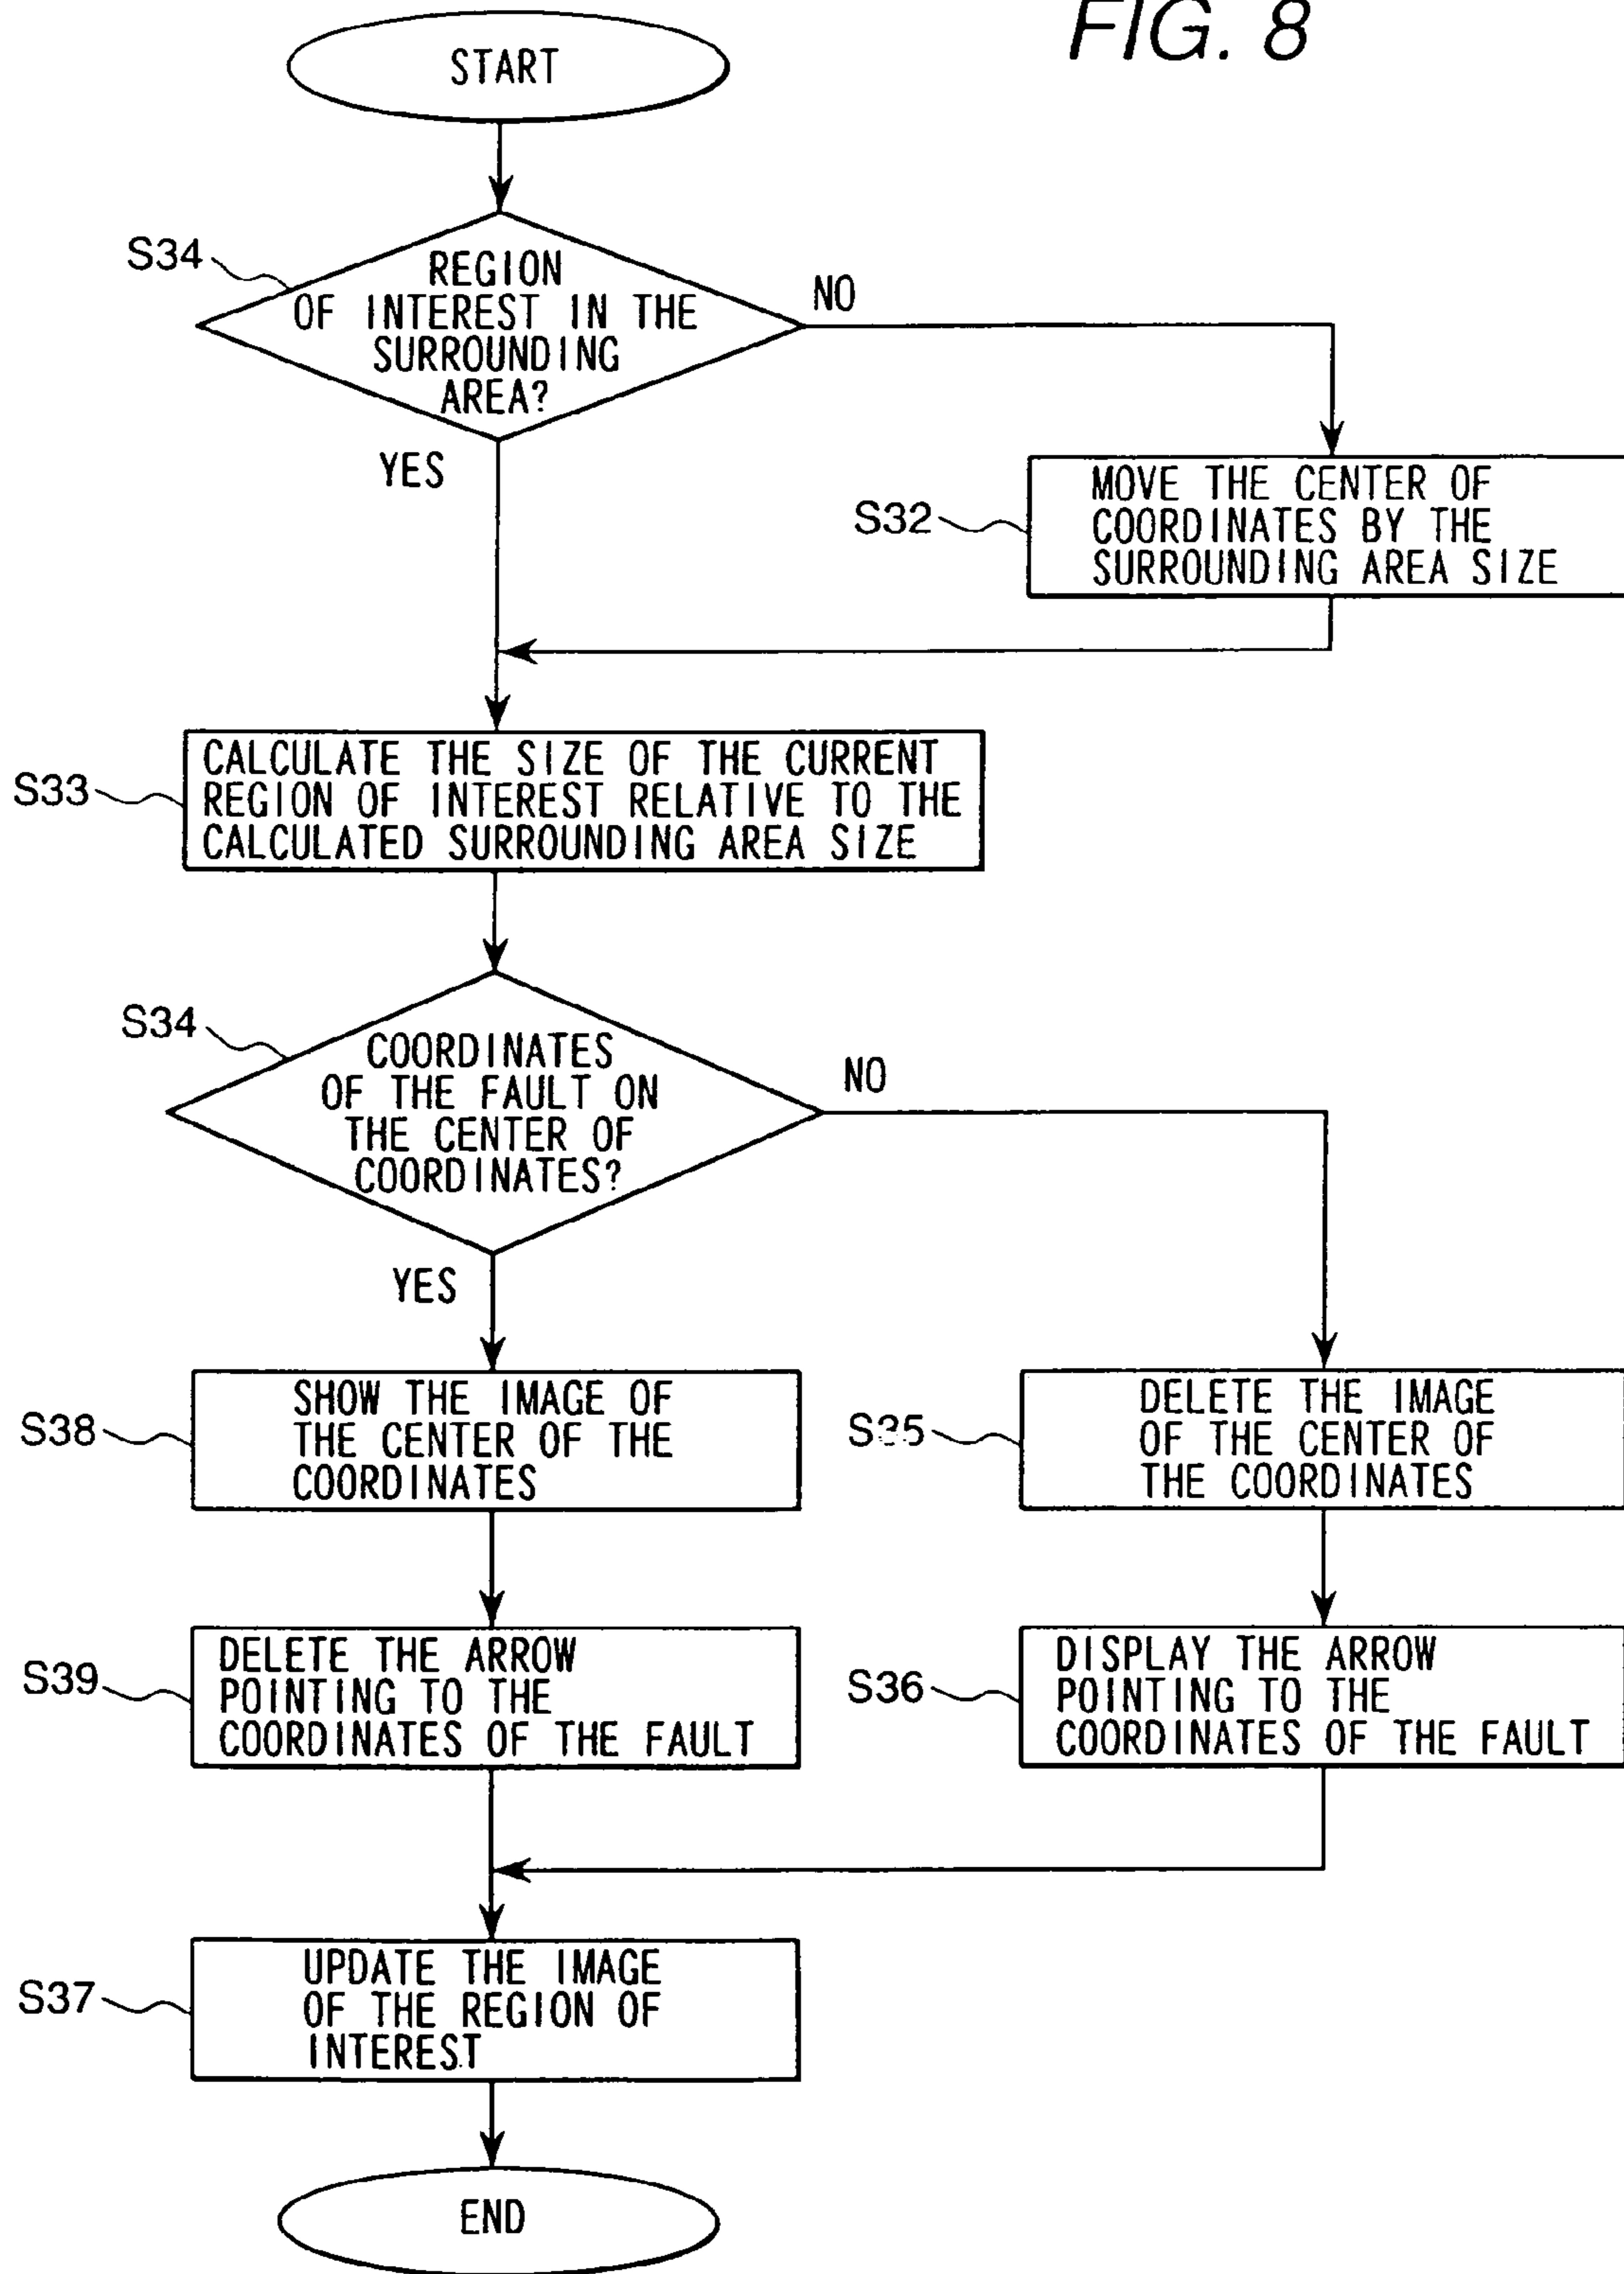 FIG. 8
START
S34
REGION
OF INTEREST IN THE
SURROUNDING
AREA?
NO
YES
S32
MOVE THE CENTER OF
COORDINATES BY THE
SURROUNDING AREA SIZE
S33
CALCULATE THE SIZE OF THE CURRENT
REGION OF INTEREST RELATIVE TO THE
CALCULATED SURROUNDING AREA SIZE
S34
COORDINATES
OF THE FAULT ON
THE CENTER OF
COORDINATES?
NO
YES
S38
SHOW THE IMAGE OF
THE CENTER OF THE
COORDINATES
S35
DELETE THE IMAGE
OF THE CENTER OF
THE COORDINATES
S39
DELETE THE ARROW
POINTING TO THE
COORDINATES OF THE FAULT
S36
DISPLAY THE ARROW
POINTING TO THE
COORDINATES OF THE FAULT
S37
UPDATE THE IMAGE
OF THE REGION OF
INTEREST
END